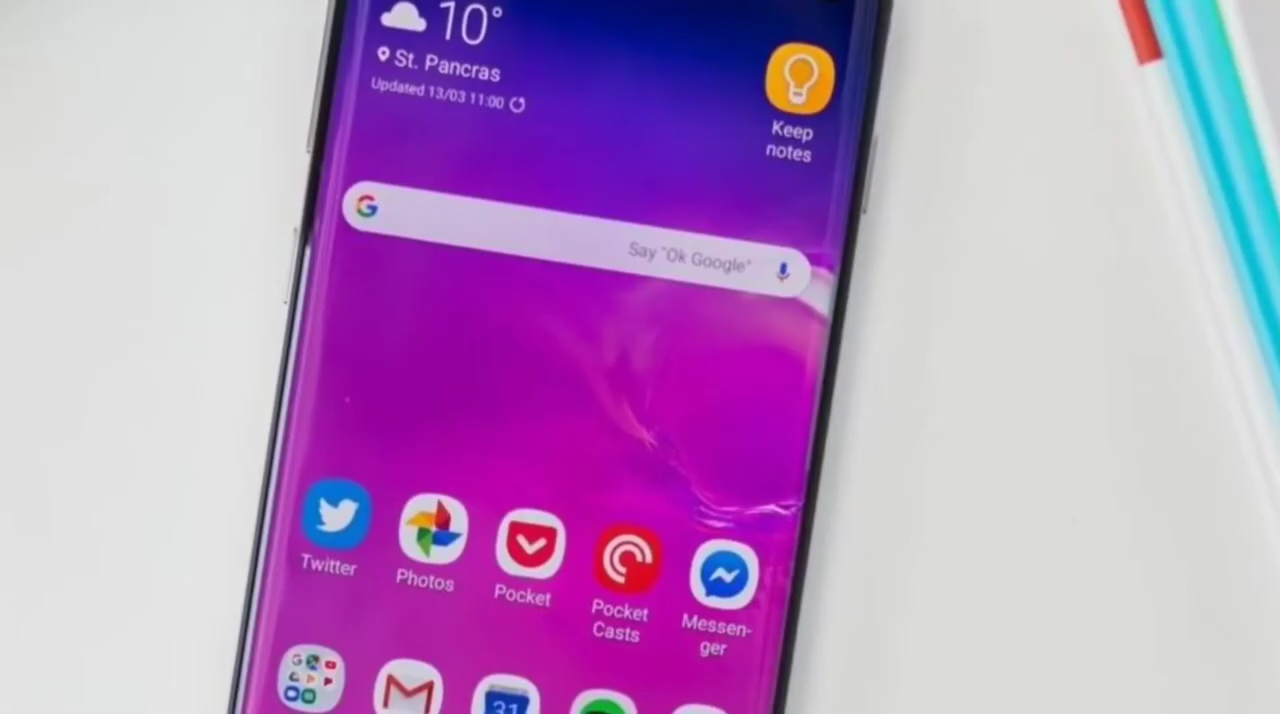 10°
St. Pancras
Updated 13/03 11:00
Keep
notes
G
Say "Ok Google"
Twitter
Photos
Pocket
Pocket
Casts
Messen-
ger
31